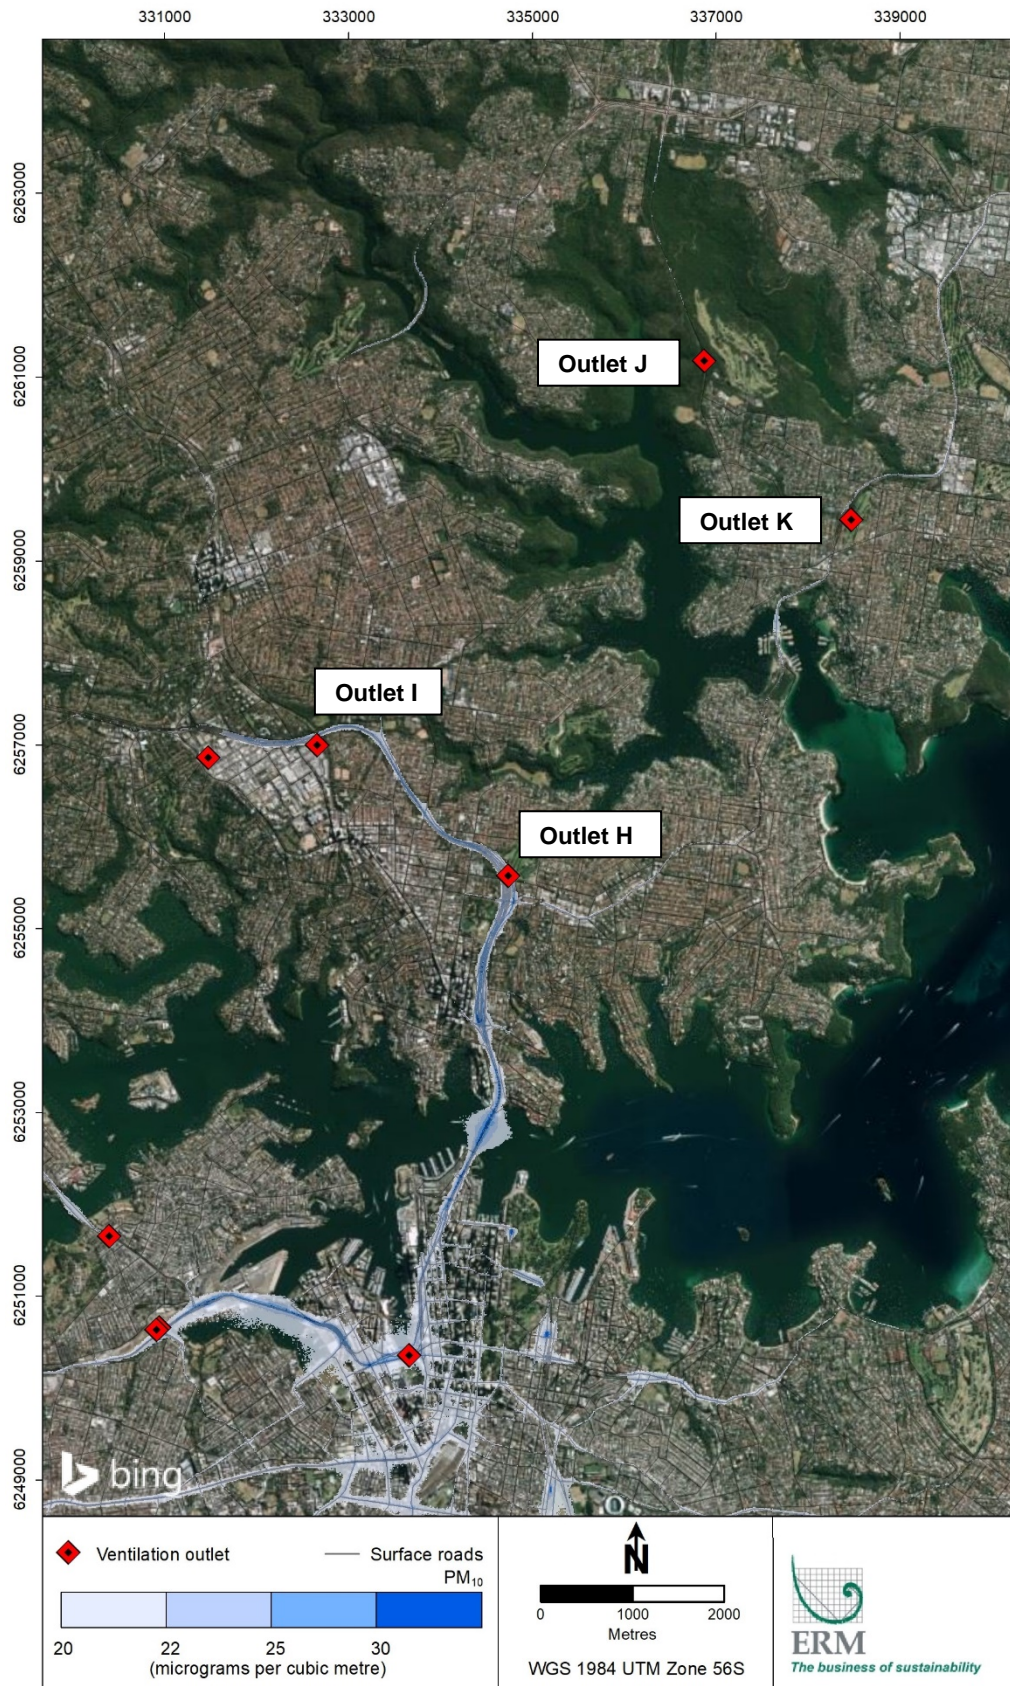 331000 333000 335000 337000 339000
6263000
6261000
6259000
6257000
6255000
6253000
6251000
6249000
Outlet J
Outlet K
Outlet I
Outlet H
bing
Ventilation outlet
Surface roads
PM₁₀
20 22 25 30
(micrograms per cubic metre)
N
0 1000 2000
Metres
WGS 1984 UTM Zone 56S
ERM
The business of sustainability